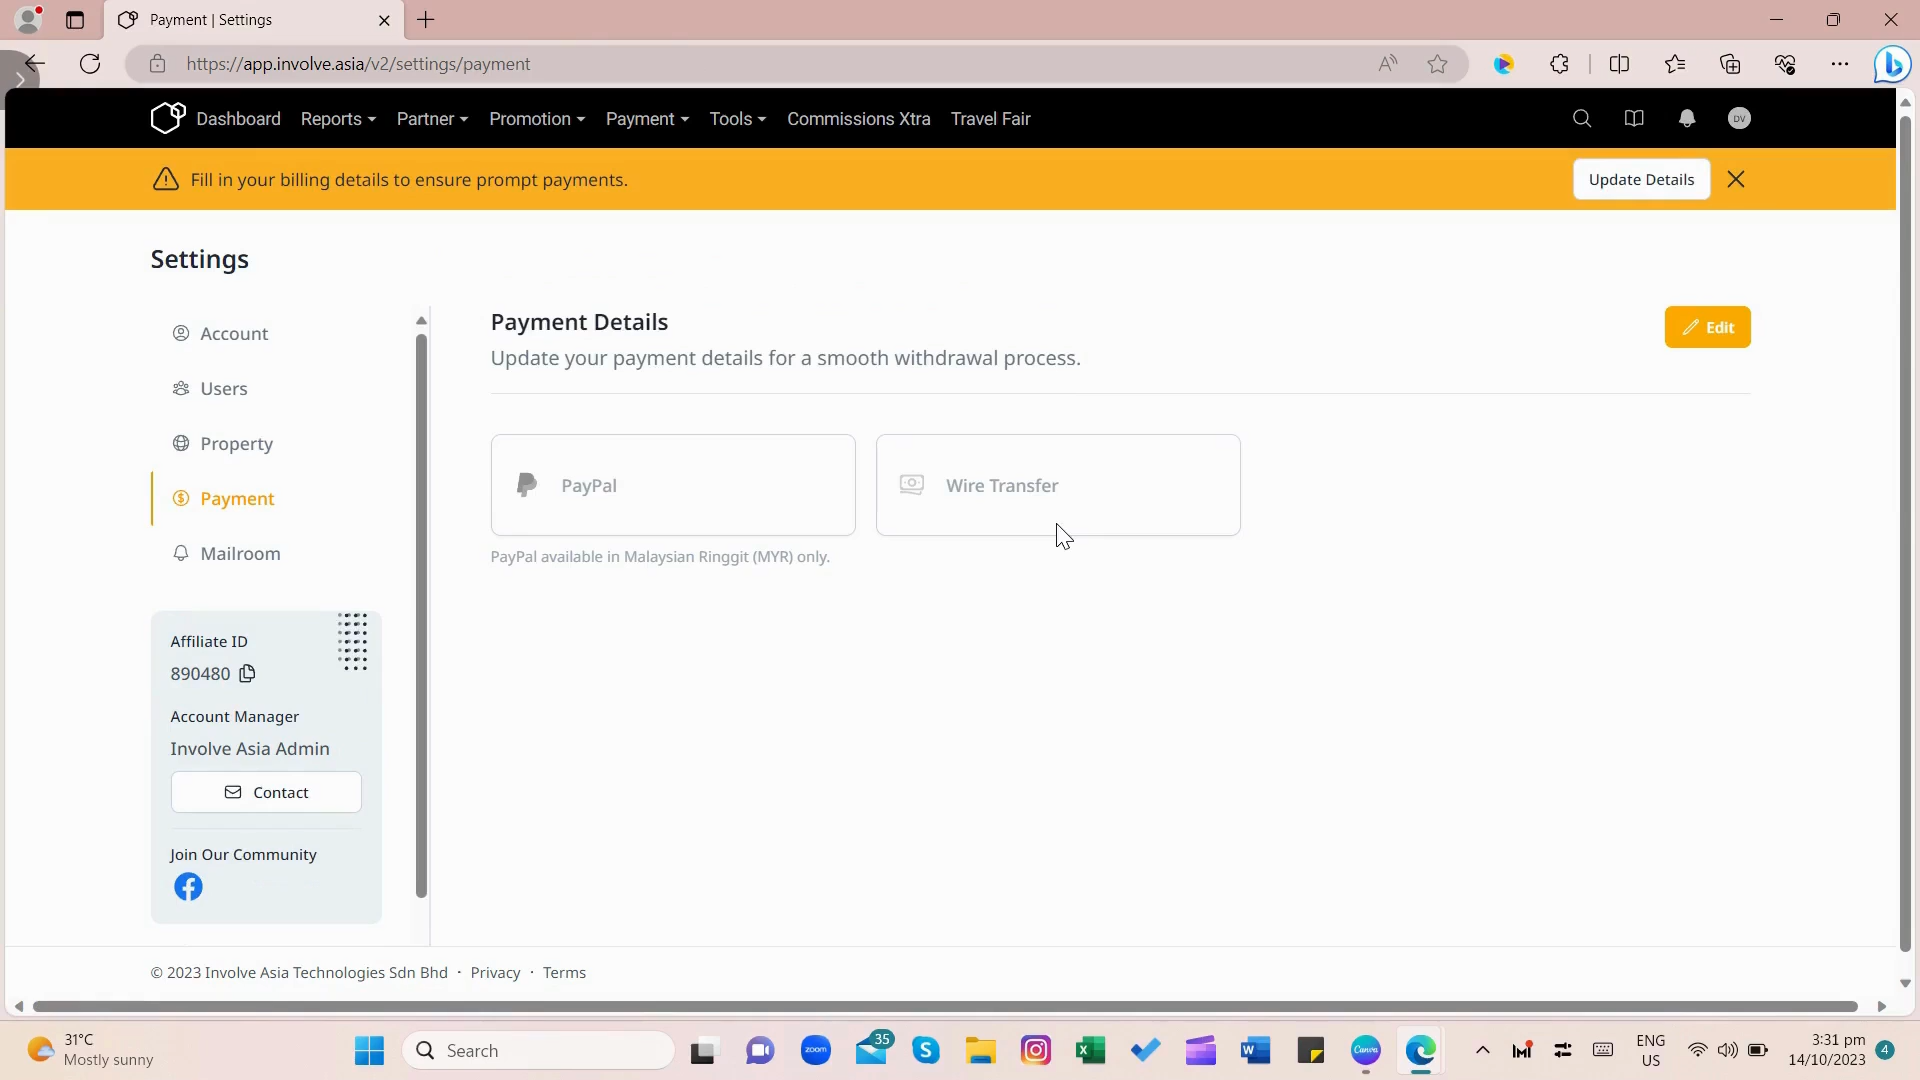 Payment | Settings
https://app.involve.asia/v2/settings/payment
Dashboard Reports Partner Promotion Payment Tools Commissions Xtra Travel Fair DV
Fill in your billing details to ensure prompt payments. Update Details
Settings
Account
Users
Property
Payment
Mailroom
Affiliate ID
890480
Account Manager
Involve Asia Admin
Contact
Join Our Community
Payment Details
Edit
Update your payment details for a smooth withdrawal process.
PayPal
Wire Transfer
PayPal available in Malaysian Ringgit (MYR) only.
© 2023 Involve Asia Technologies Sdn Bhd · Privacy · Terms
31°C
Mostly sunny
Search
zoom
35
Canva
ENG
US
3:31 pm
14/10/2023
4